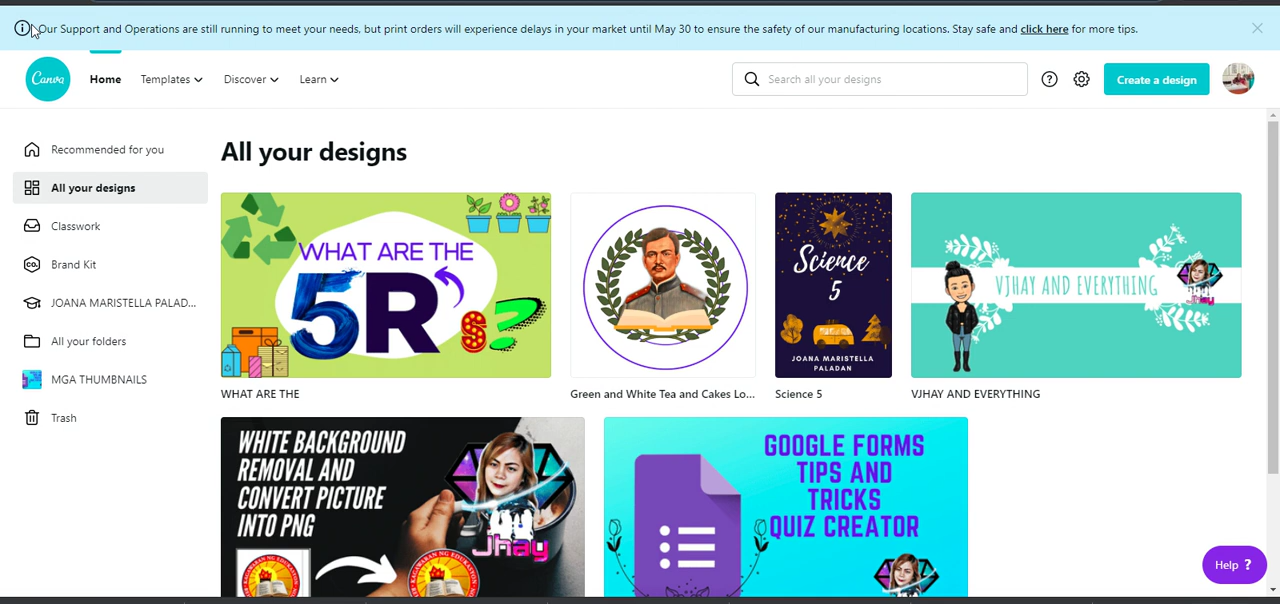 Our Support and Operations are still running to meet your needs, but print orders will experience delays in your market until May 30 to ensure the safety of our manufacturing locations. Stay safe and click here for more tips.
Canva
Home
Templates
Discover
Learn
Search all your designs
Create a design
Recommended for you
All your designs
Classwork
Brand Kit
JOANA MARISTELLA PALAD...
All your folders
MGA THUMBNAILS
Trash
All your designs
WHAT ARE THE
5R
s?
WHAT ARE THE
Green and White Tea and Cakes Lo...
Science
5
JOANA MARISTELLA
PALADAN
Science 5
VJHAY AND EVERYTHING
Jhay
VJHAY AND EVERYTHING
WHITE BACKGROUND
REMOVAL AND
CONVERT PICTURE
INTO PNG
Jhay
GOOGLE FORMS
TIPS AND
TRICKS
QUIZ CREATOR
Help ?